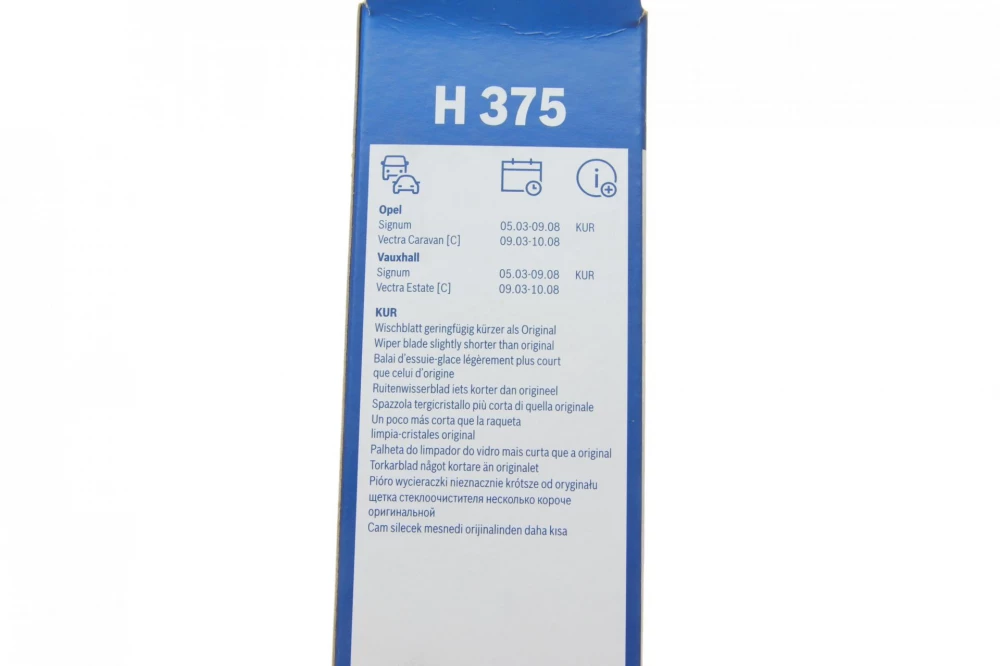 H 375
Opel
Signum 05.03-09.08 KUR
Vectra Caravan [C] 09.03-10.08
Vauxhall
Signum 05.03-09.08 KUR
Vectra Estate [C] 09.03-10.08
KUR
Wischblatt geringfügig kürzer als Original
Wiper blade slightly shorter than original
Balai d'essuie-glace légèrement plus court
que celui d'origine
Ruitenwisserblad iets korter dan origineel
Spazzola tergicristallo più corta di quella originale
Un poco más corta que la raqueta
limpia-cristales original
Palheta do limpador do vidro mais curta que a original
Torkarblad något kortare än originalet
Pióro wycieraczki nieznacznie krótsze od oryginału
щетка стеклоочистителя несколько короче
оригинальной
Cam silecek mesnedi orijinalinden daha kısa